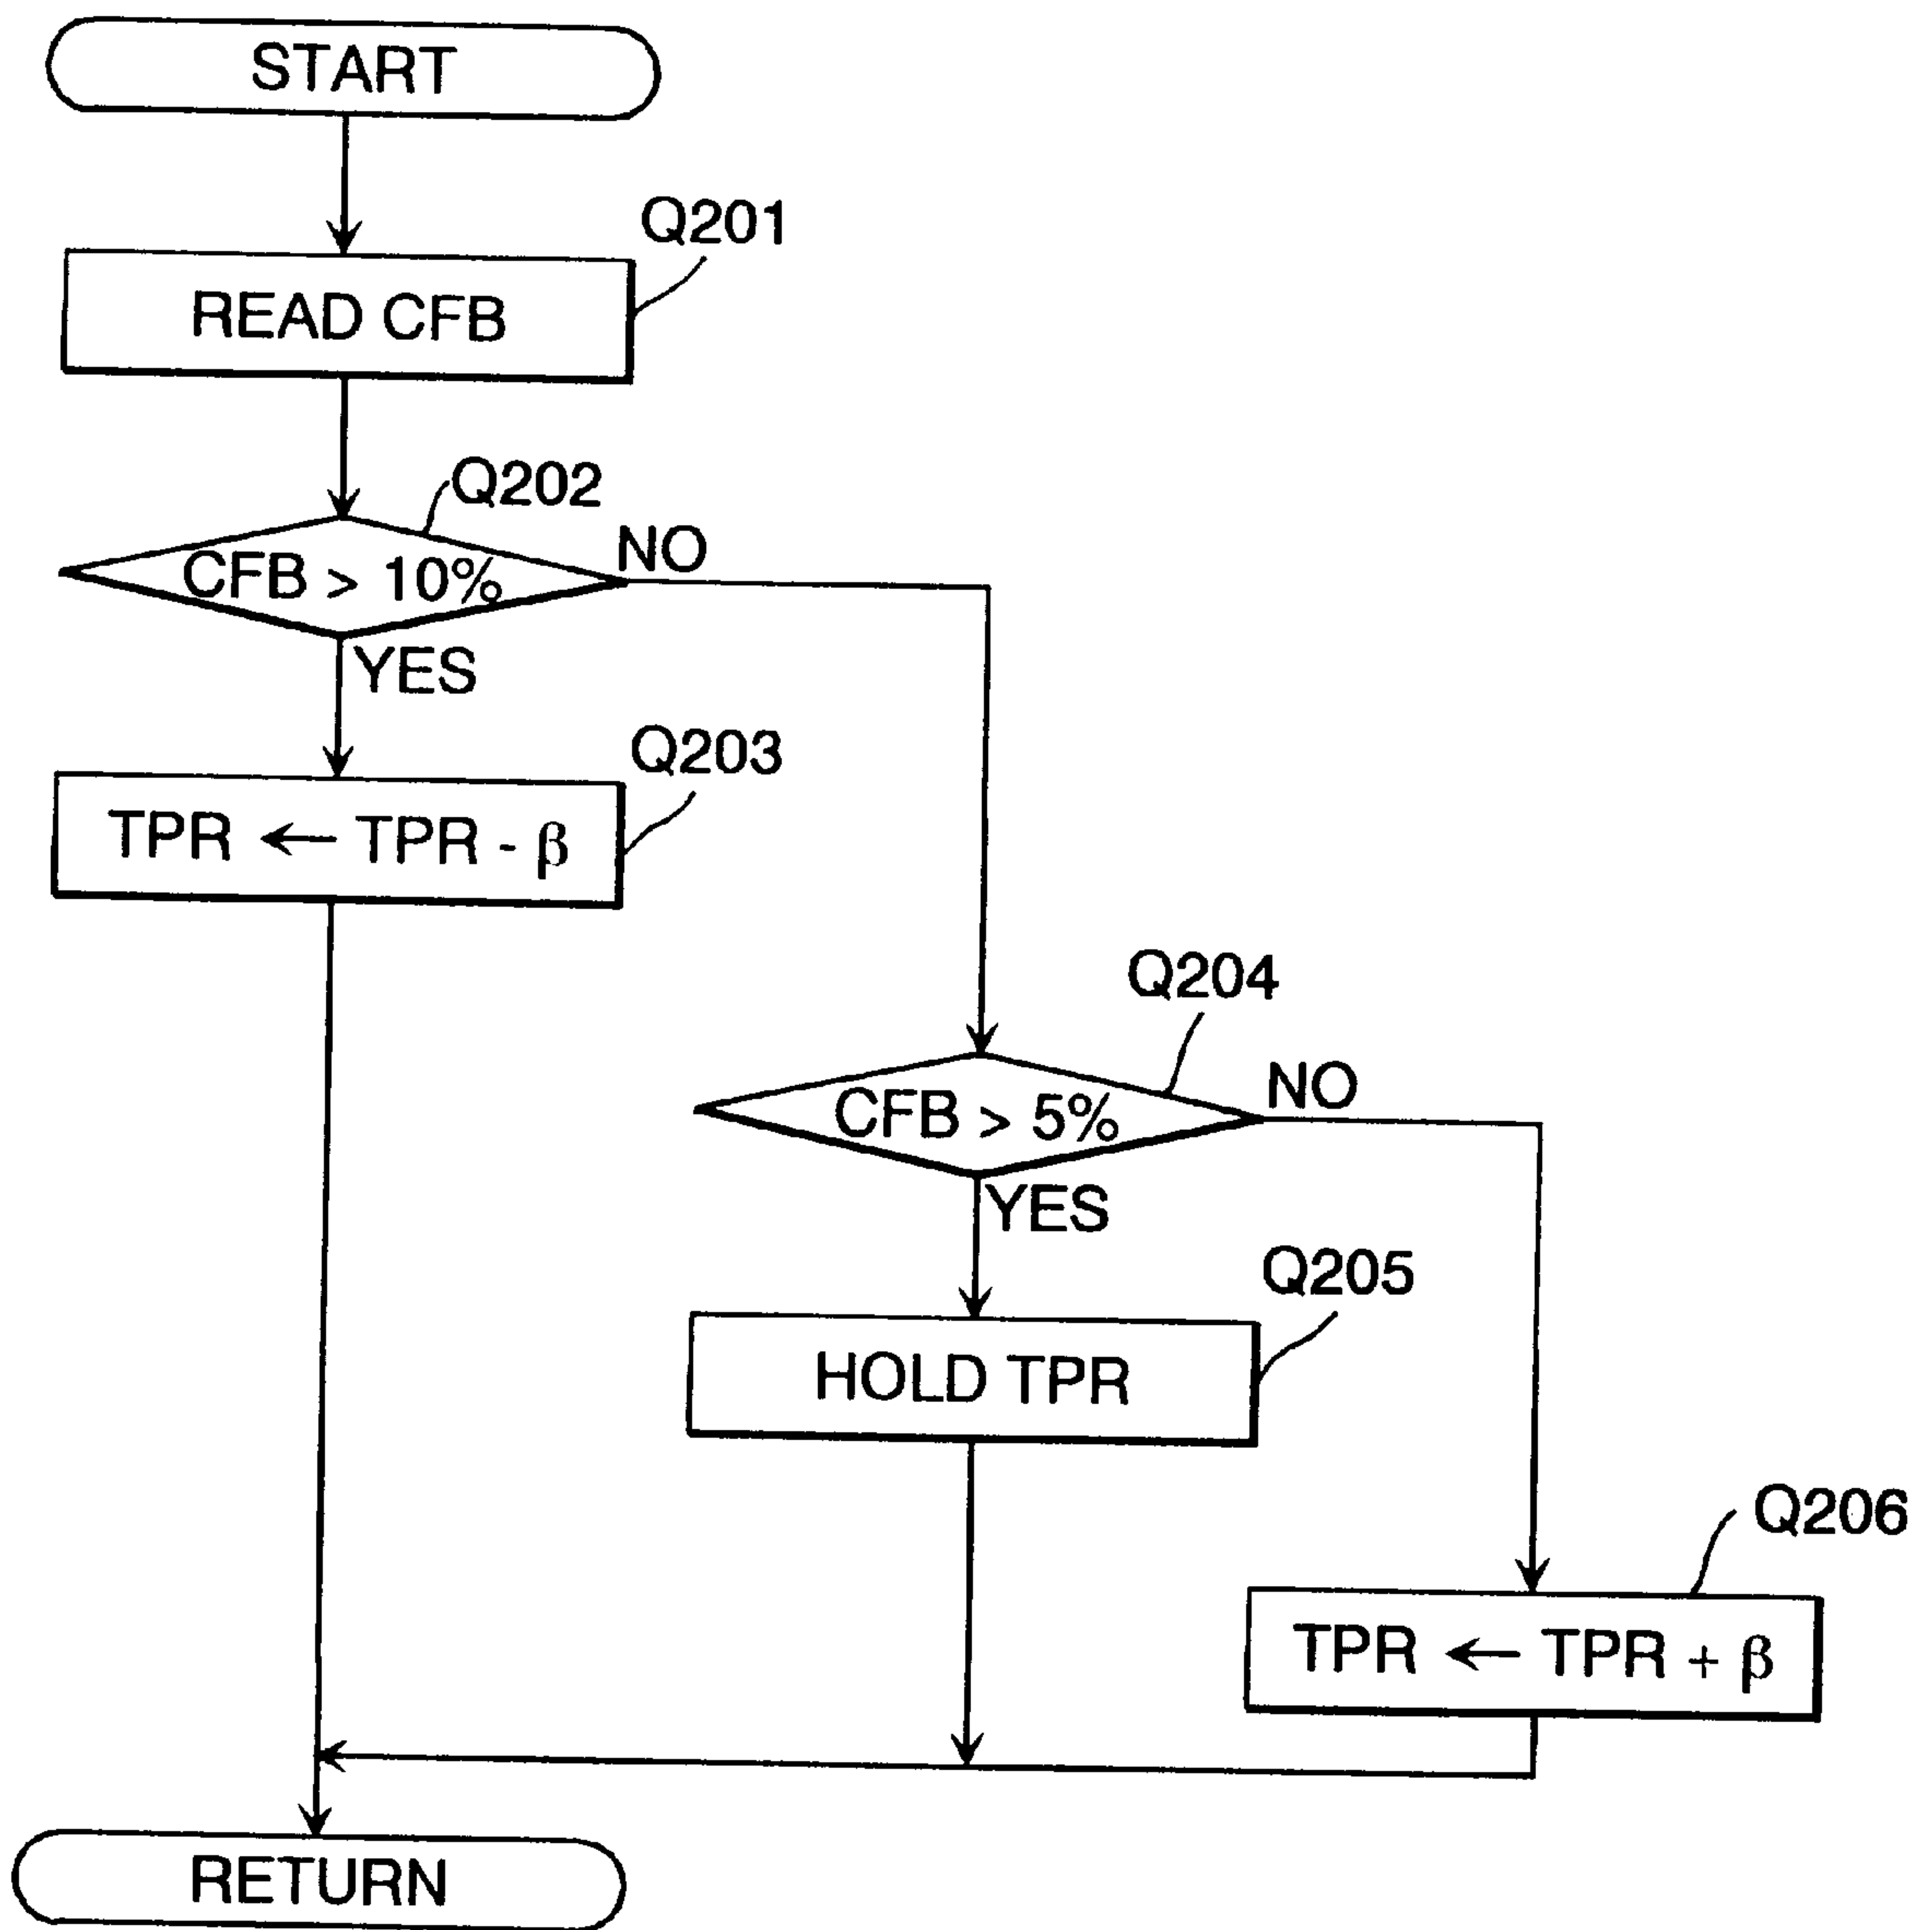 START
Q201
READ CFB
Q202
CFB > 10%
NO
YES
Q203
TPR ← TPR - β
Q204
CFB > 5%
NO
YES
Q205
HOLD TPR
Q206
TPR ← TPR + β
RETURN